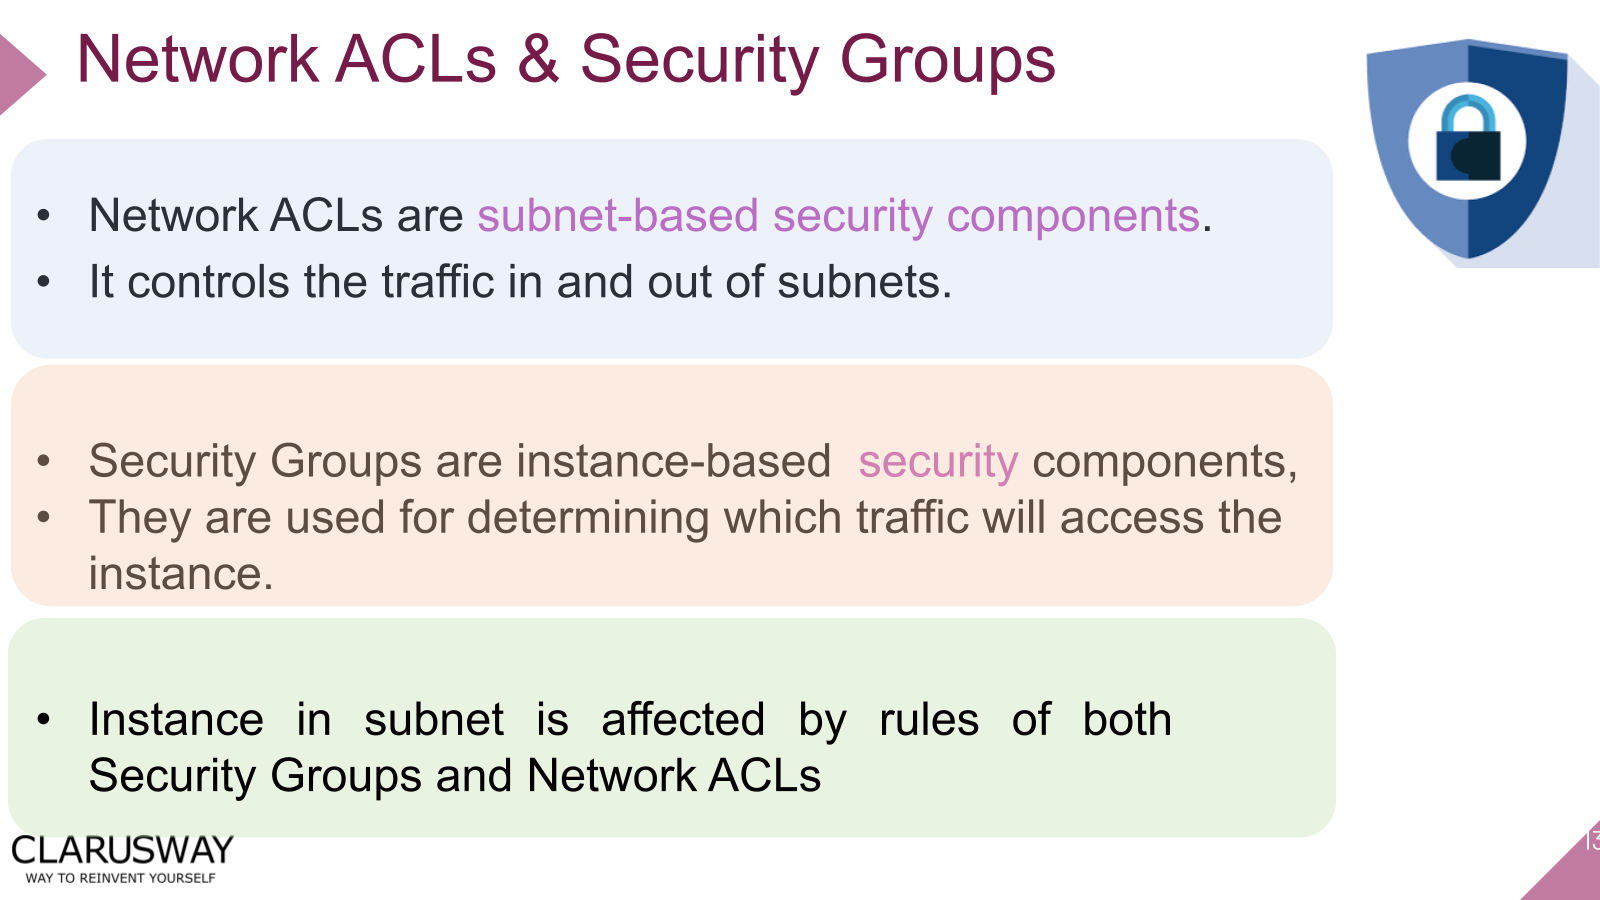 Network ACLs & Security Groups
• Network ACLs are subnet-based security components.
• It controls the traffic in and out of subnets.
• Security Groups are instance-based security components,
• They are used for determining which traffic will access the
instance.
• Instance in subnet is affected by rules of both
Security Groups and Network ACLs
CLARUSWAY
WAY TO REINVENT YOURSELF
13